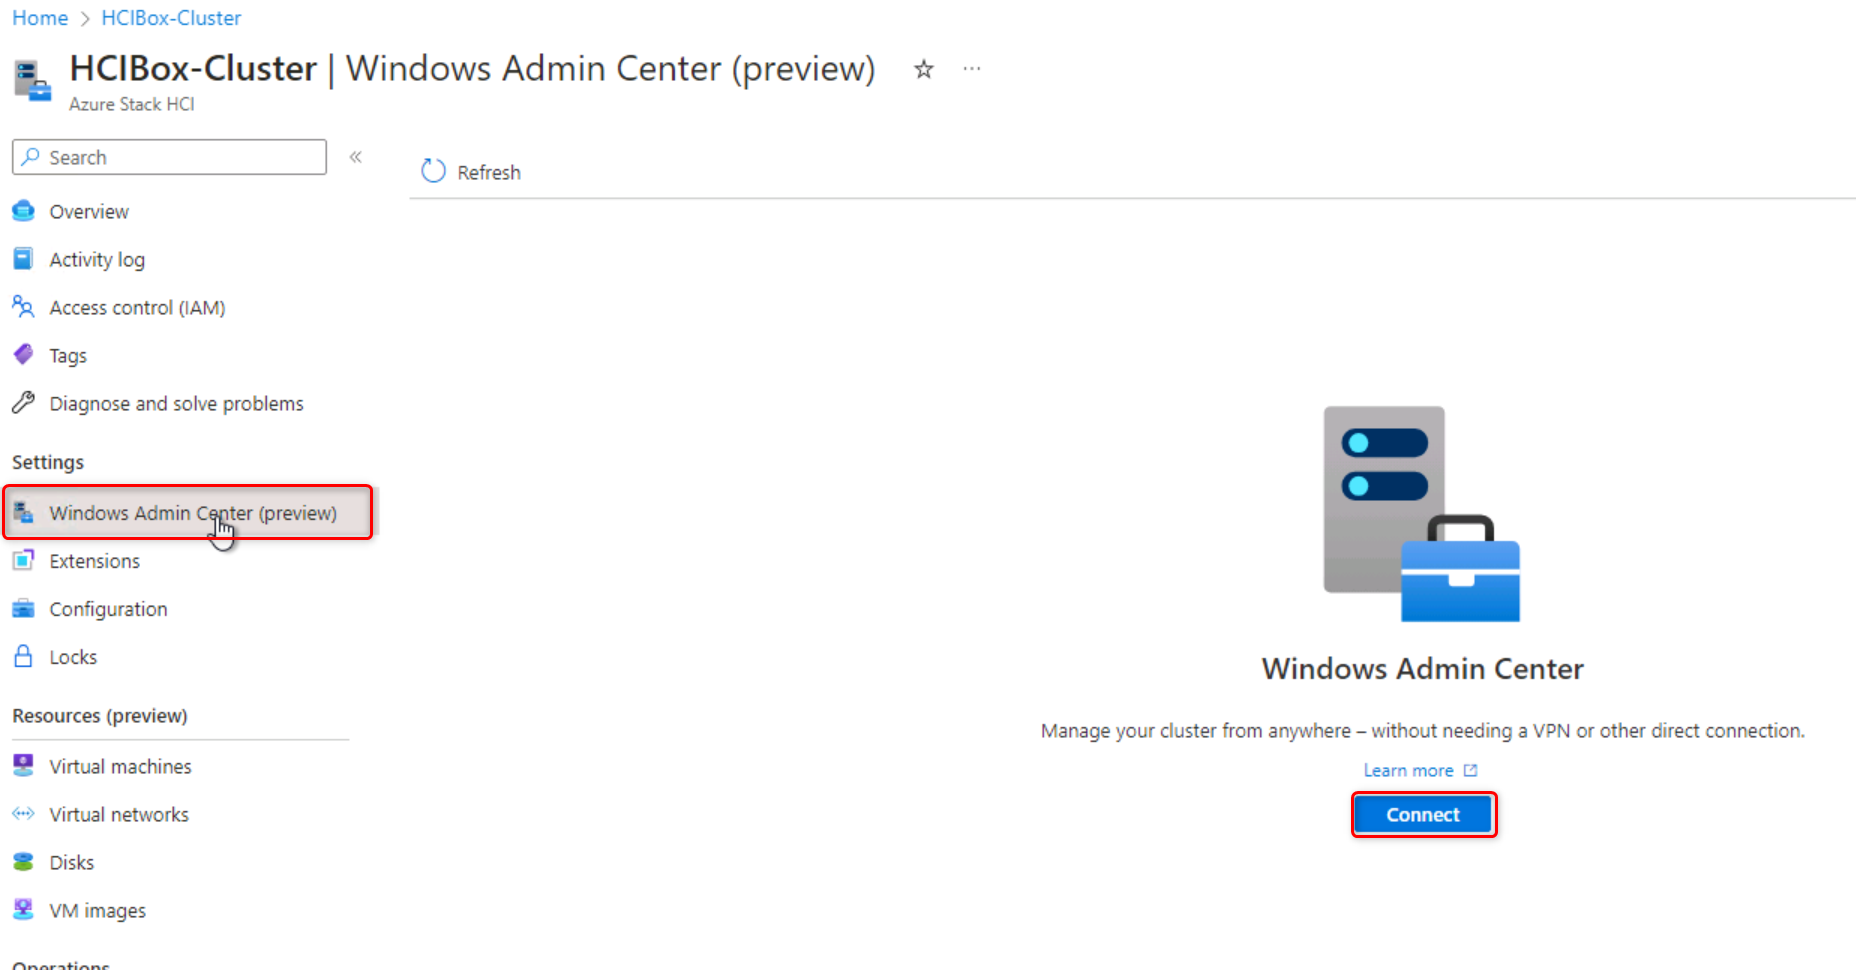 Home > HCIBox-Cluster
HCIBox-Cluster | Windows Admin Center (preview)
Azure Stack HCI
Search
Refresh
Overview
Activity log
Access control (IAM)
Tags
Diagnose and solve problems
Settings
Windows Admin Center (preview)
Extensions
Configuration
Locks
Resources (preview)
Virtual machines
Virtual networks
Disks
VM images
Operations
Windows Admin Center
Manage your cluster from anywhere – without needing a VPN or other direct connection.
Learn more
Connect